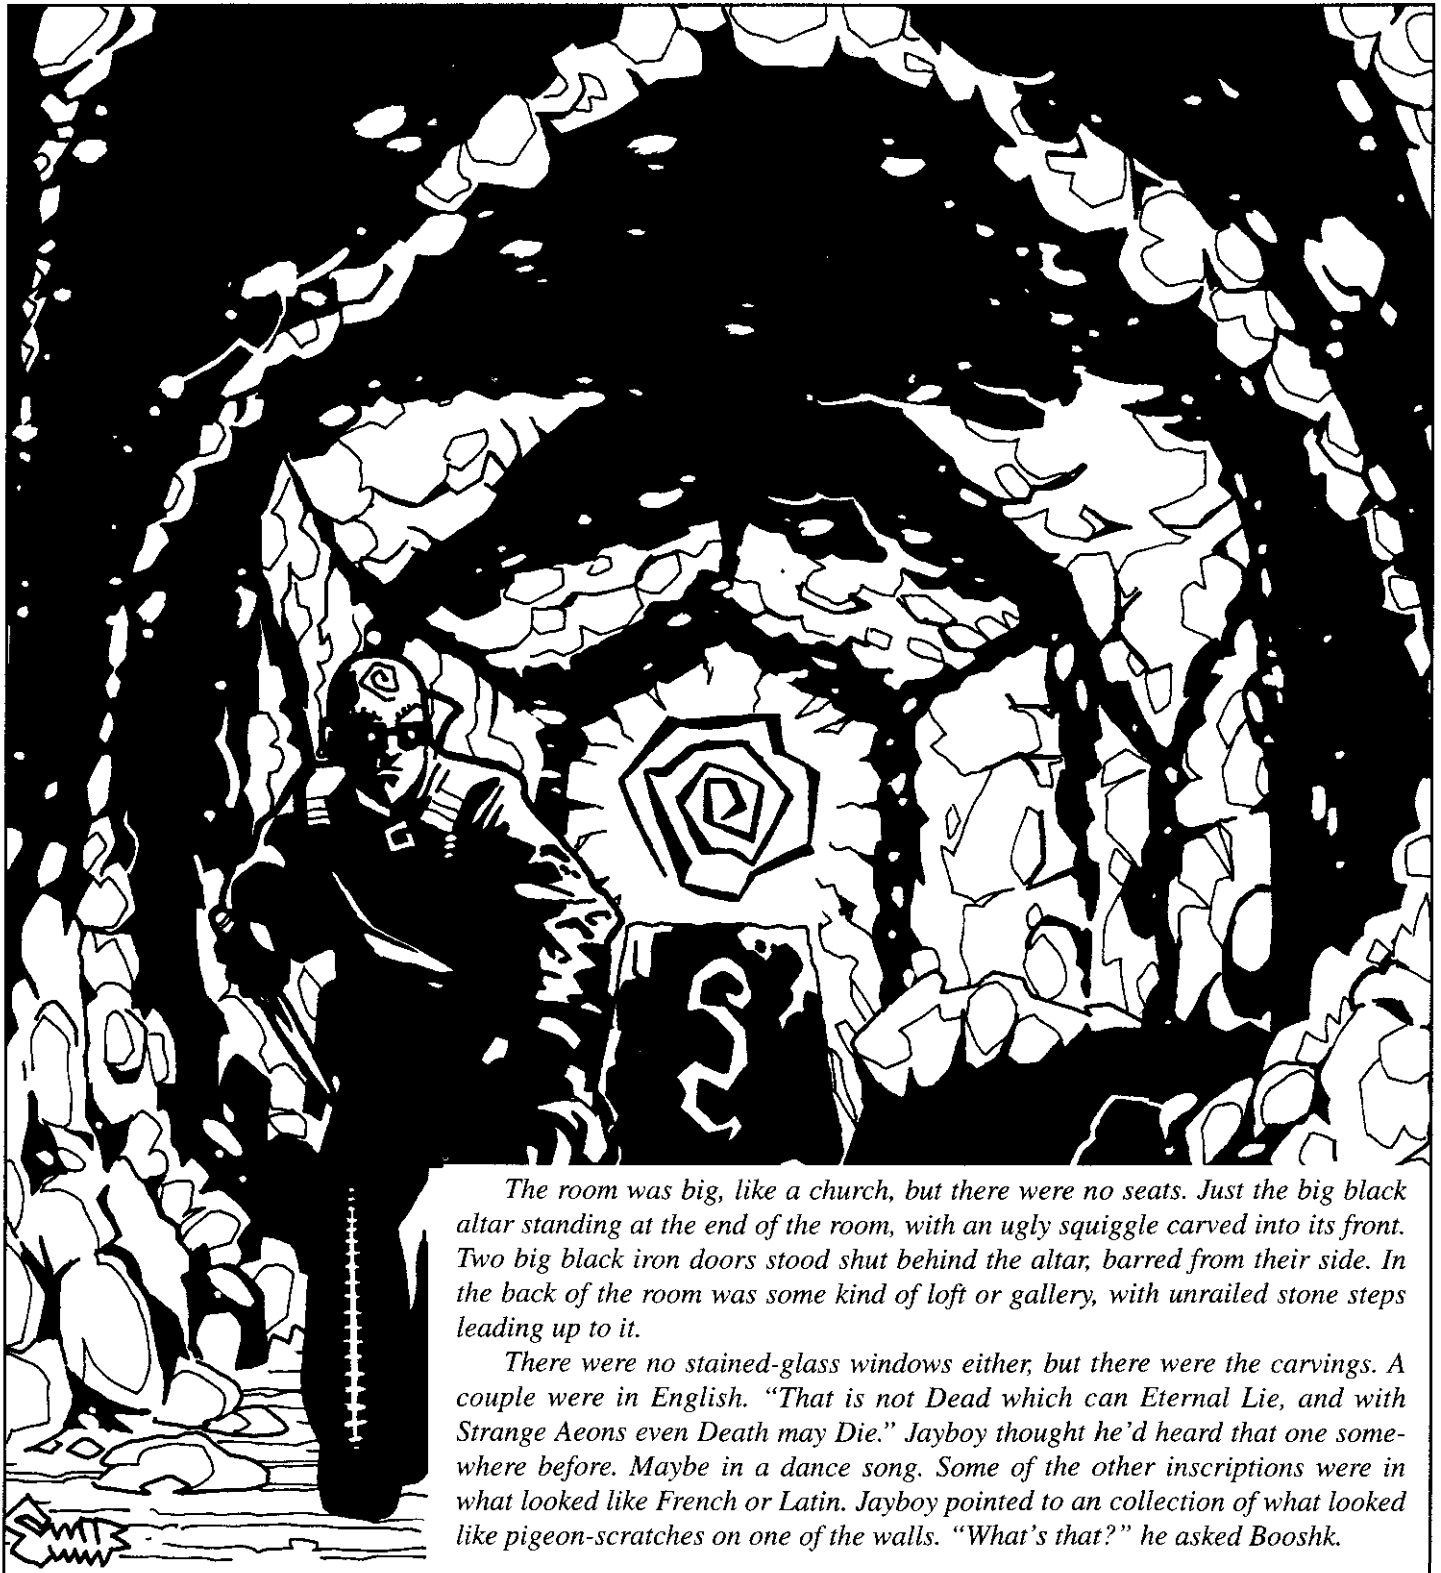 The room was big, like a church, but there were no seats. Just the big black
altar standing at the end of the room, with an ugly squiggle carved into its front.
Two big black iron doors stood shut behind the altar, barred from their side. In
the back of the room was some kind of loft or gallery, with unrailed stone steps
leading up to it.
There were no stained-glass windows either, but there were the carvings. A
couple were in English. “That is not Dead which can Eternal Lie, and with
Strange Aeons even Death may Die.” Jayboy thought he’d heard that one some-
where before. Maybe in a dance song. Some of the other inscriptions were in
what looked like French or Latin. Jayboy pointed to an collection of what looked
like pigeon-scratches on one of the walls. “What’s that?” he asked Booshk.